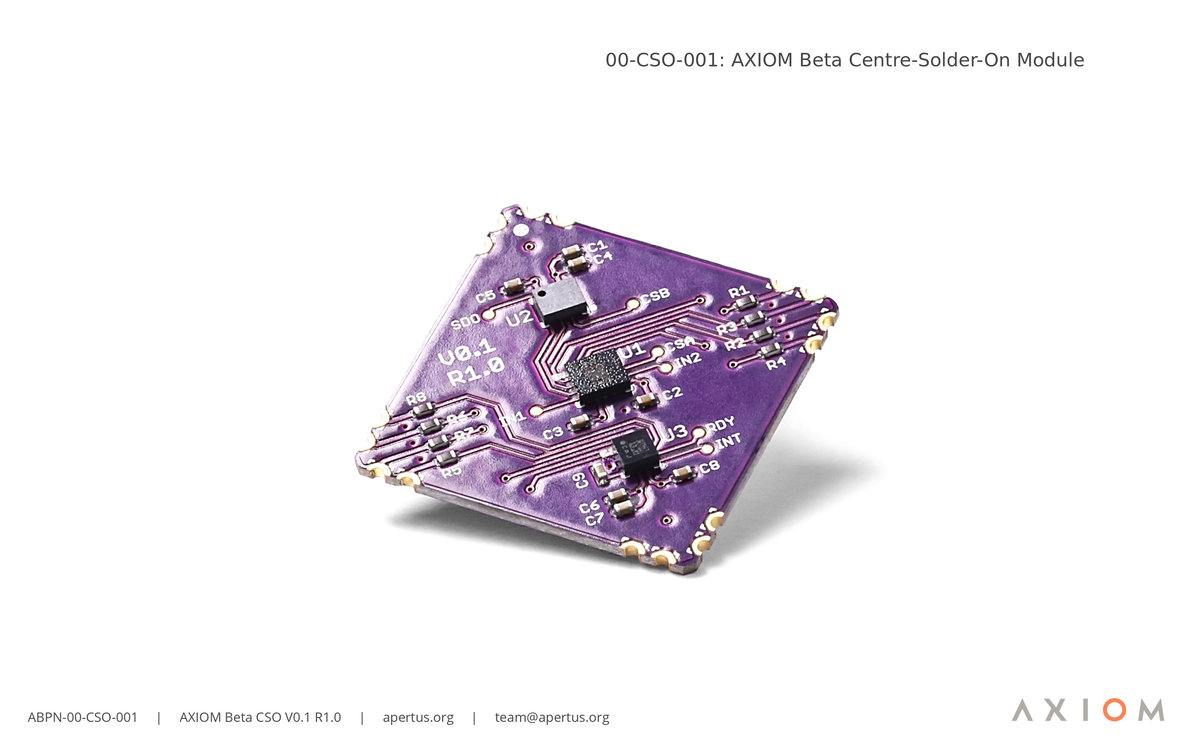 00-CSO-001: AXIOM Beta Centre-Solder-On Module
C1
C4
C5
CSB
SDO
U2
R1
R3
R2
R4
V0.1
R1.0
U1
CSA
IN2
R8
C2
C3
R5
U3
RDY
INT
C9
C8
C6
C7
ABPN-00-CSO-001 | AXIOM Beta CSO V0.1 R1.0 | apertus.org | team@apertus.org
AXIOM